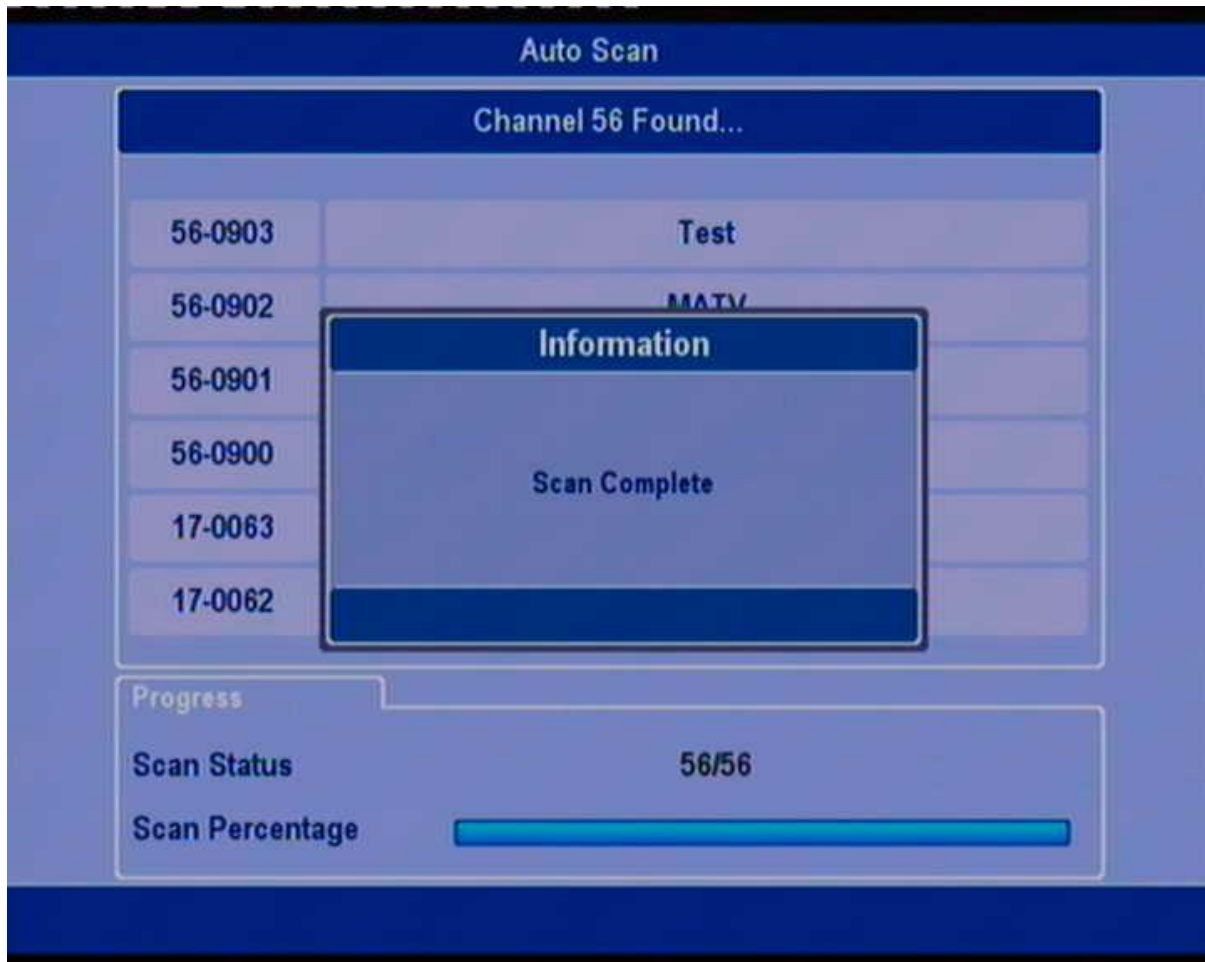 Auto Scan
Channel 56 Found...
56-0903 Test
56-0902 MATV
56-0901
56-0900
17-0063
17-0062
Information
Scan Complete
Progress
Scan Status 56/56
Scan Percentage